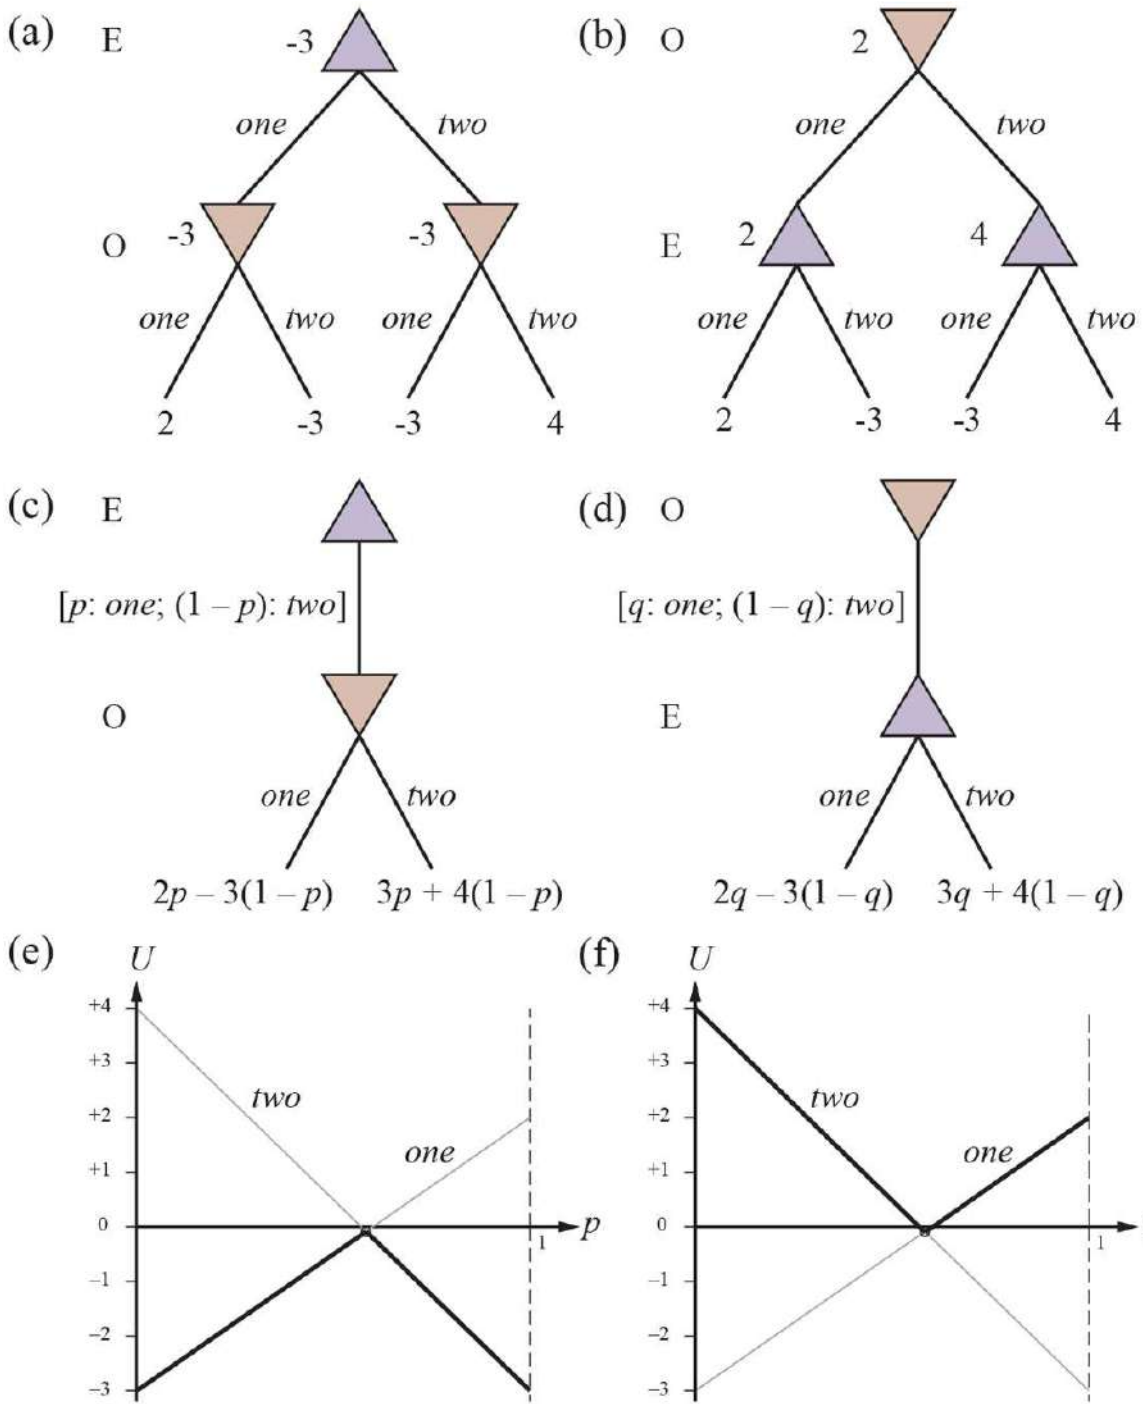 (a) E -3
one two
O -3 -3
one two one two
2 -3 -3 4
(b) O 2
one two
E 2 4
one two one two
2 -3 -3 4
(c) E
[p: one; (1 – p): two]
O
one two
2p – 3(1 – p) 3p + 4(1 – p)
(d) O
[q: one; (1 – q): two]
E
one two
2q – 3(1 – q) 3q + 4(1 – q)
(e) U
+4
+3
two
+2
one
+1
0 p
1
–1
–2
–3
(f) U
+4
+3
two
+2
one
+1
0
1
–1
–2
–3